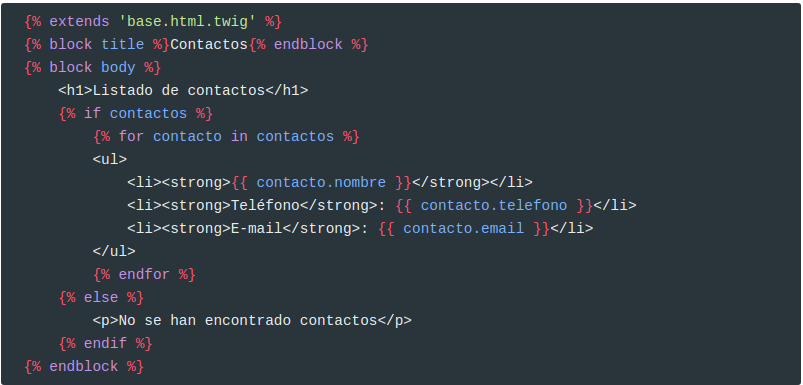 {% extends 'base.html.twig' %}
{% block title %}Contactos{% endblock %}
{% block body %}
    <h1>Listado de contactos</h1>
    {% if contactos %}
        {% for contacto in contactos %}
        <ul>
            <li><strong>{{ contacto.nombre }}</strong></li>
            <li><strong>Teléfono</strong>: {{ contacto.telefono }}</li>
            <li><strong>E-mail</strong>: {{ contacto.email }}</li>
        </ul>
        {% endfor %}
    {% else %}
        <p>No se han encontrado contactos</p>
    {% endif %}
{% endblock %}